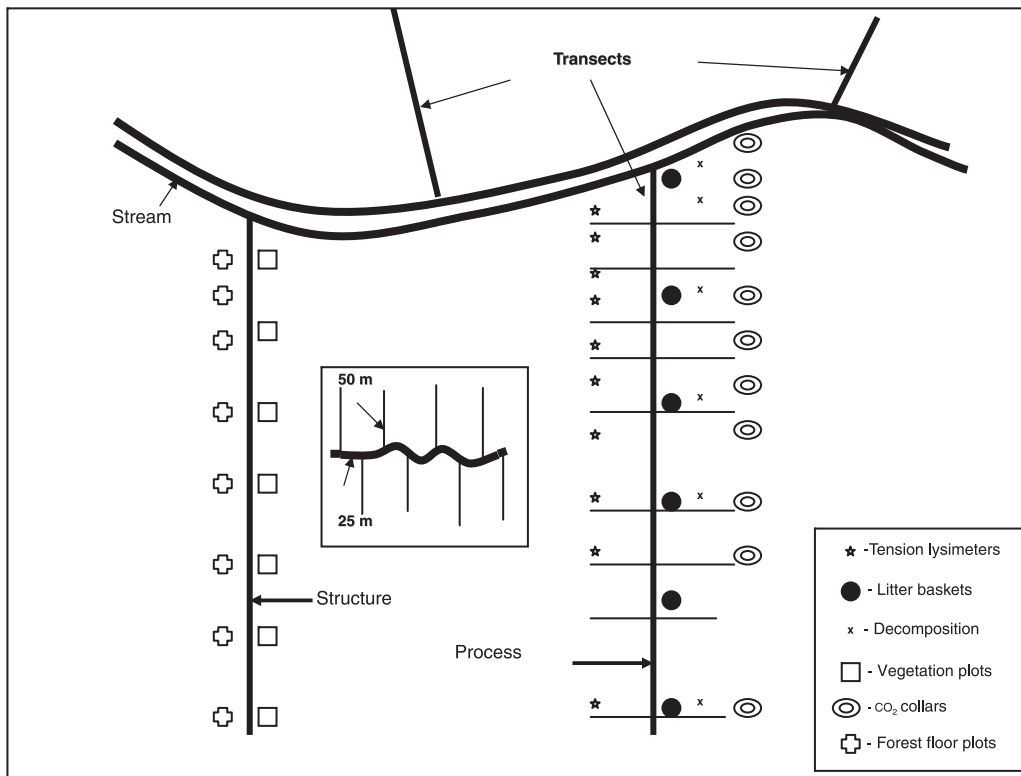 Transects
Stream
50 m
25 m
Structure
Process
x
x
x
x
x
x
- Tension lysimeters
- Litter baskets
x - Decomposition
- Vegetation plots
- CO₂ collars
- Forest floor plots